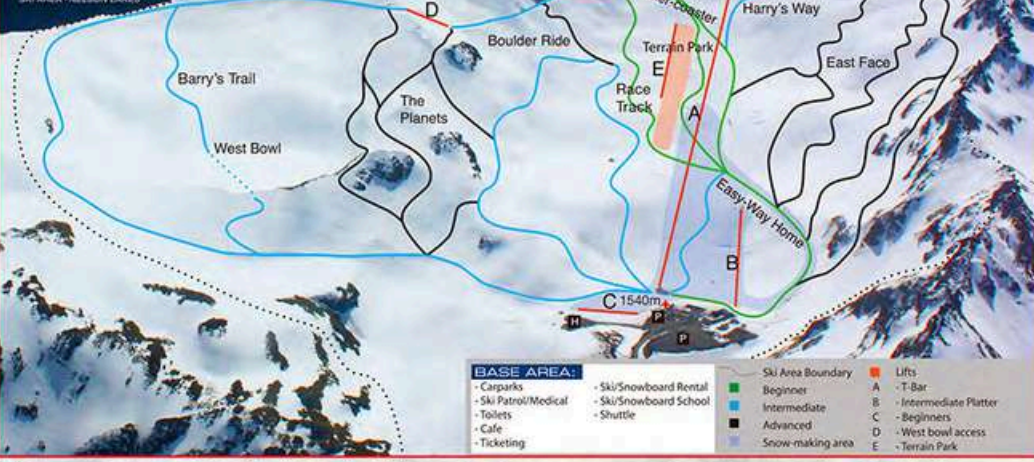 D
Harry's Way
Boulder Ride
Terrain Park
E
East Face
Barry's Trail
Race
Track
The
Planets
A
West Bowl
Easy-Way Home
B
C 1540m
H
P
P
BASE AREA:
- Carparks
- Ski Patrol/Medical
- Toilets
- Cafe
- Ticketing
- Ski/Snowboard Rental
- Ski/Snowboard School
- Shuttle
Ski Area Boundary
Beginner
Intermediate
Advanced
Snow-making area
Lifts
A - T-Bar
B - Intermediate Platter
C - Beginners
D - West bowl access
E - Terrain Park